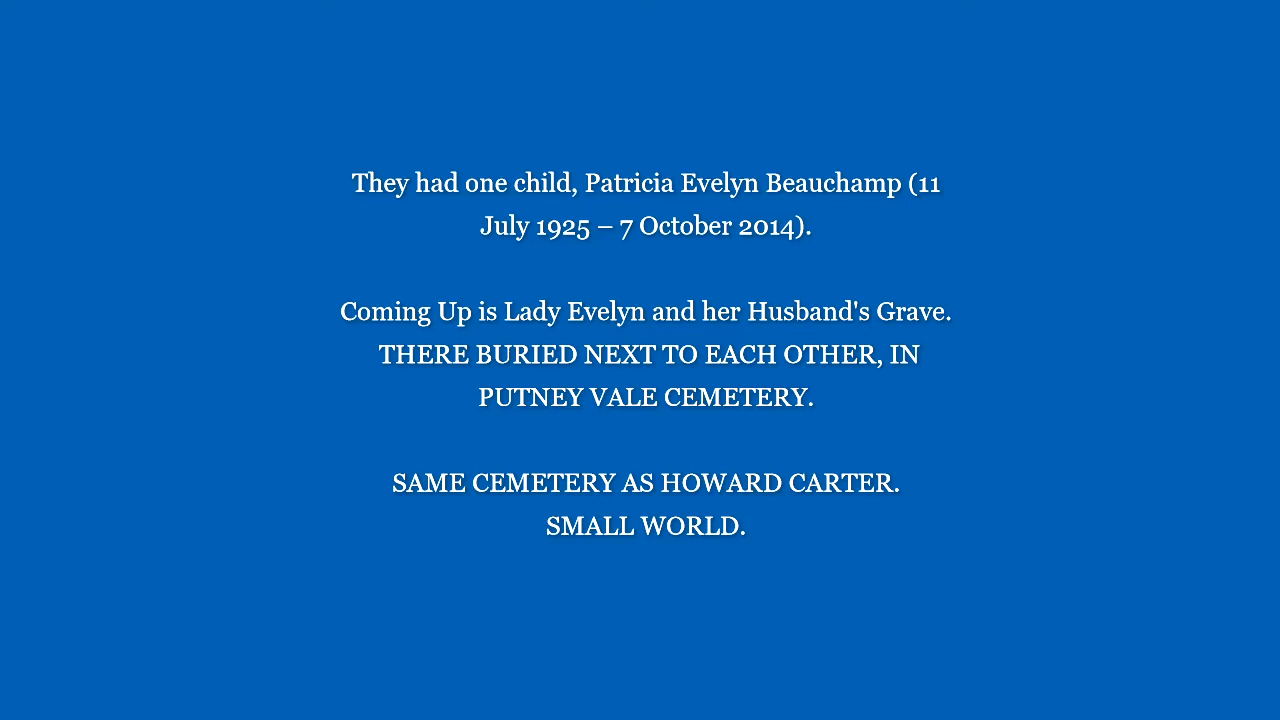 They had one child, Patricia Evelyn Beauchamp (11
July 1925 – 7 October 2014).
Coming Up is Lady Evelyn and her Husband's Grave.
THERE BURIED NEXT TO EACH OTHER, IN
PUTNEY VALE CEMETERY.
SAME CEMETERY AS HOWARD CARTER.
SMALL WORLD.